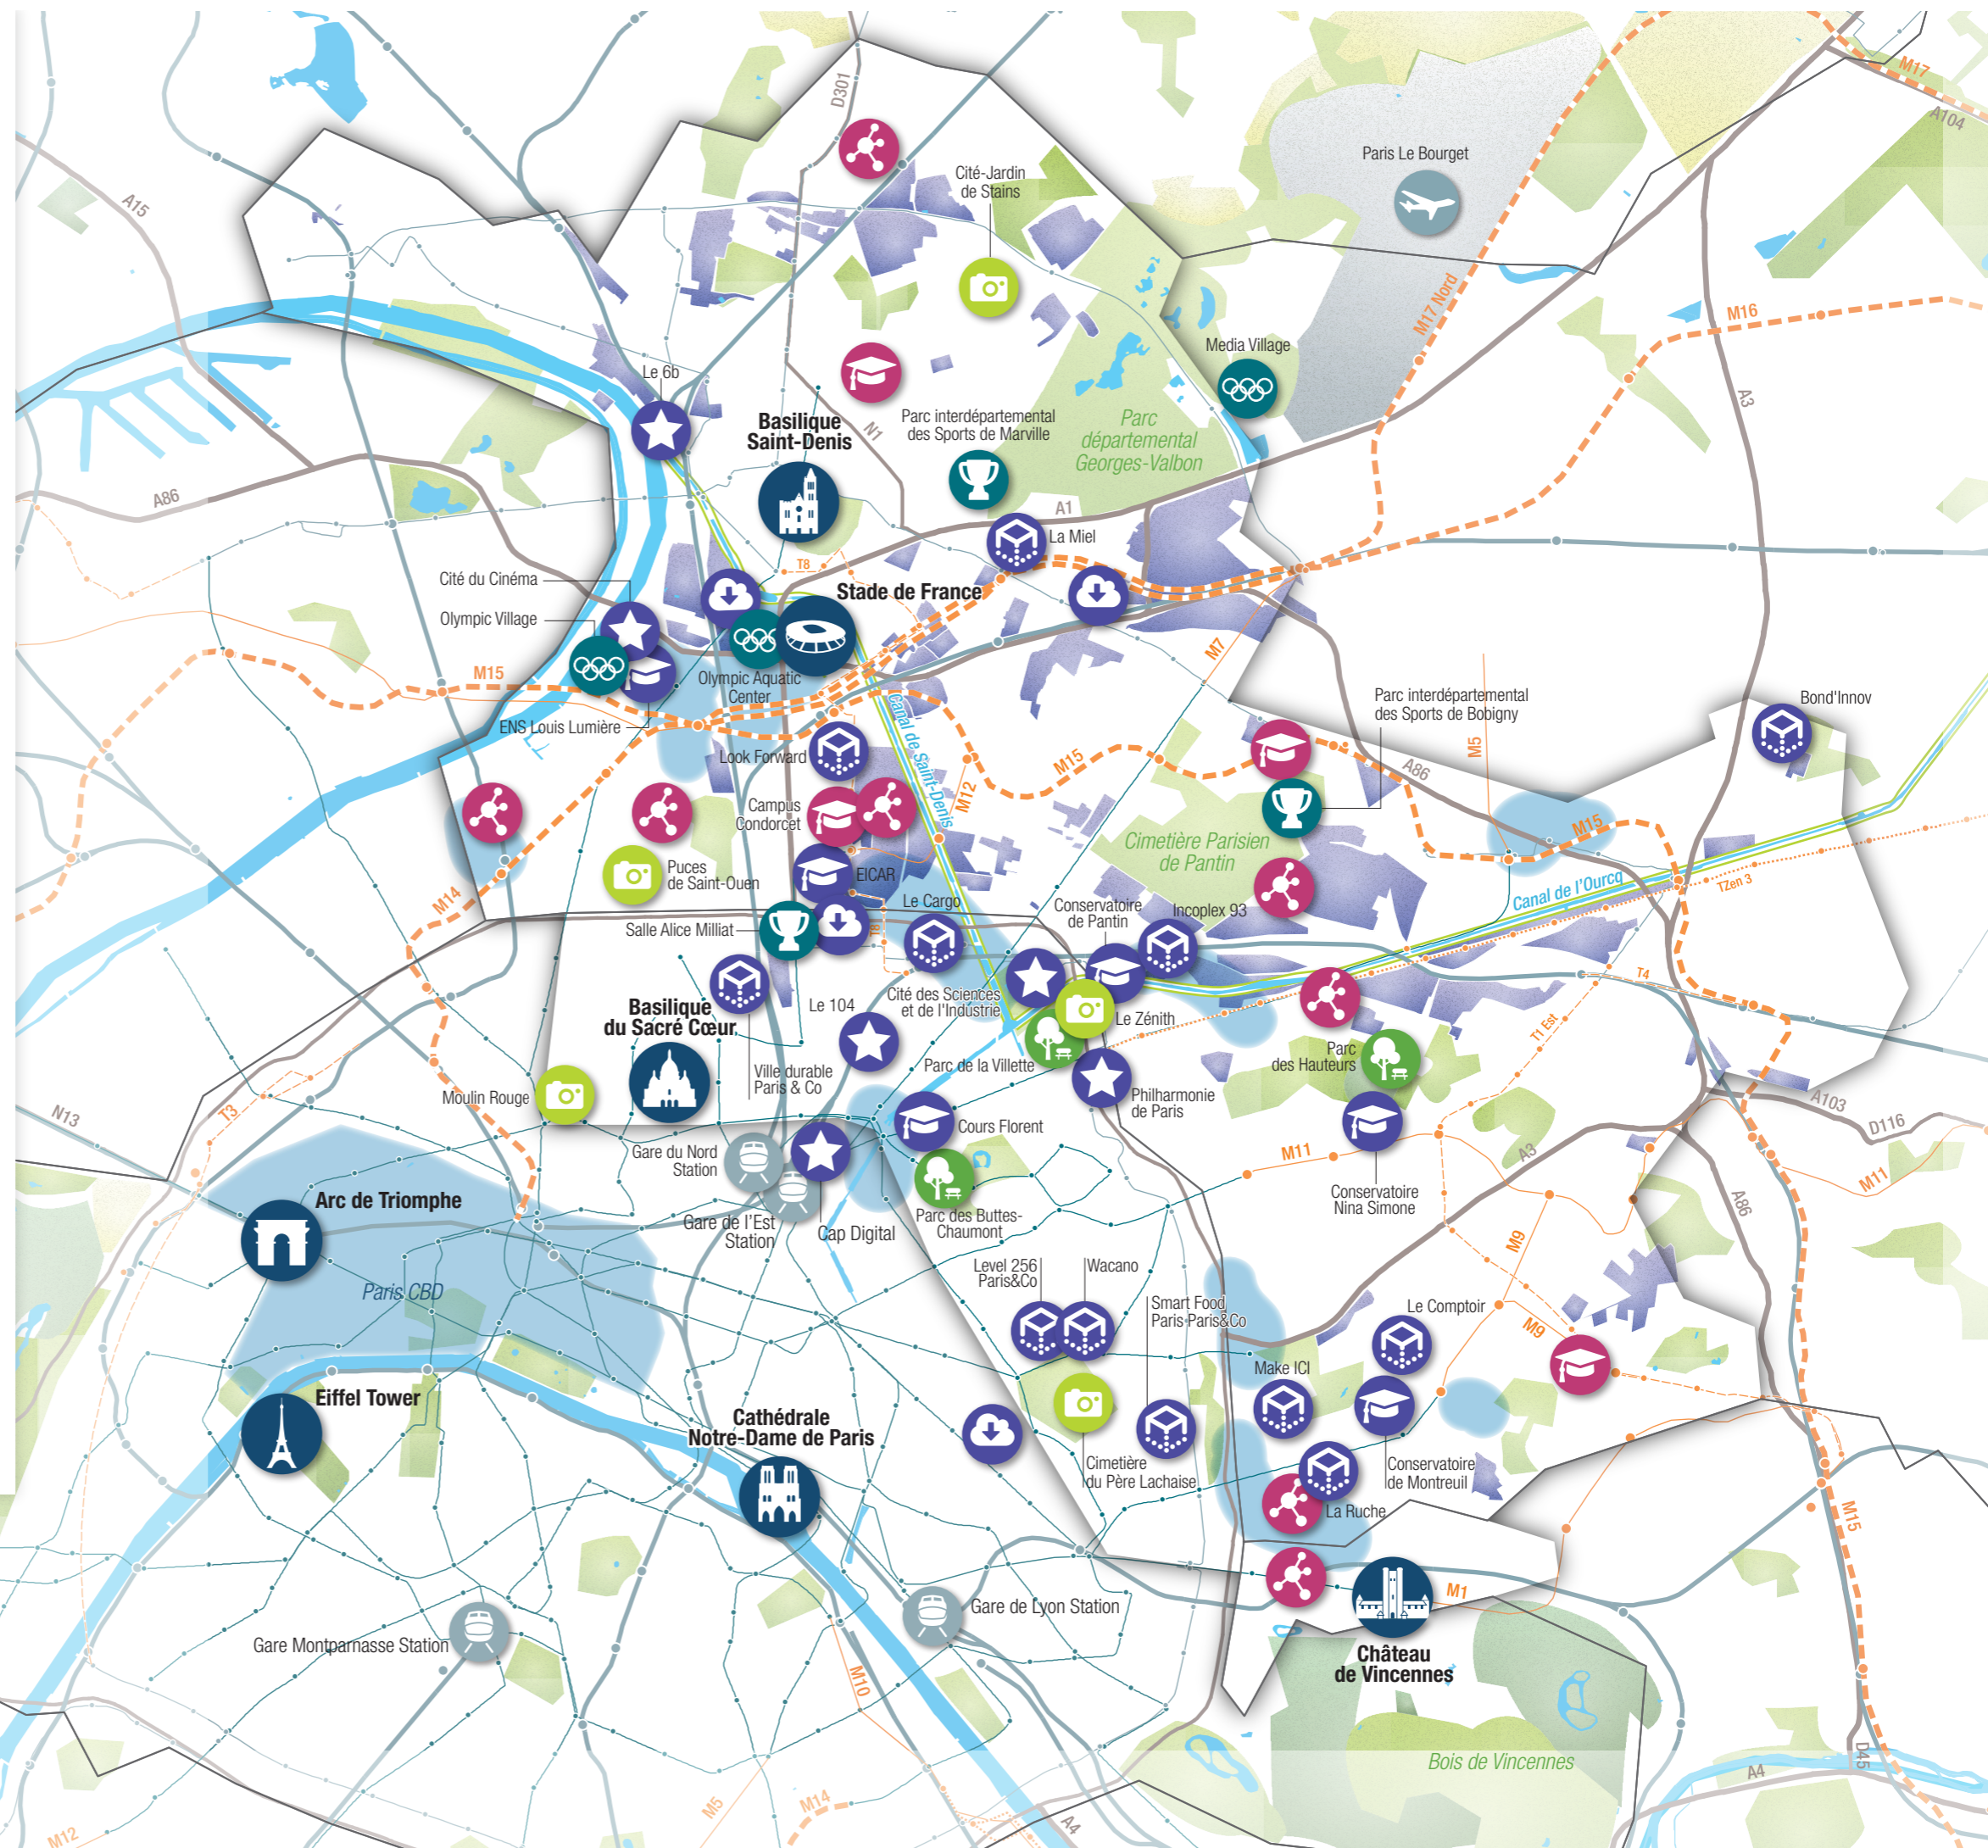 M17
A104
D301
Paris Le Bourget
Cité-Jardin
de Stains
A15
M17 Nord
M16
Media Village
Le 6b
A3
Basilique
Saint-Denis
N1
Parc interdépartemental
des Sports de Marville
Parc
départemental
Georges-Valbon
A86
A1
La Miel
T8
Cité du Cinéma
Stade de France
Olympic Village
M7
M15
Olympic Aquatic
Center
ENS Louis Lumière
Canal de Saint-Denis
Parc interdépartemental
des Sports de Bobigny
Bond'Innov
M5
Look Forward
M15
A86
M12
Campus
Condorcet
M15
Cimetière Parisien
de Pantin
Puces
de Saint-Ouen
EICAR
M14
Canal de l'Ourcq
TZen 3
Le Cargo
Conservatoire
de Pantin
Incoplex 93
Salle Alice Milliat
T8
T4
Cité des Sciences
et de l'Industrie
Le 104
Basilique
du Sacré Cœur
Le Zénith
T1 Est
Parc de la Villette
Parc
des Hauteurs
Ville durable
Paris & Co
Moulin Rouge
Philharmonie
de Paris
T3
N13
A103
D116
Cours Florent
Gare du Nord
Station
M11
A3
M11
Arc de Triomphe
Conservatoire
Nina Simone
A86
Gare de l'Est
Station
Cap Digital
Parc des Buttes-
Chaumont
M9
Level 256
Paris&Co
Wacano
Paris CBD
Smart Food
Paris Paris&Co
Le Comptoir
M9
Make ICI
Eiffel Tower
Cathédrale
Notre-Dame de Paris
Cimetière
du Père Lachaise
Conservatoire
de Montreuil
La Ruche
M15
M1
Gare de Lyon Station
Gare Montparnasse Station
Château
de Vincennes
M10
Bois de Vincennes
D45
A4
M5
M14
A4
M12